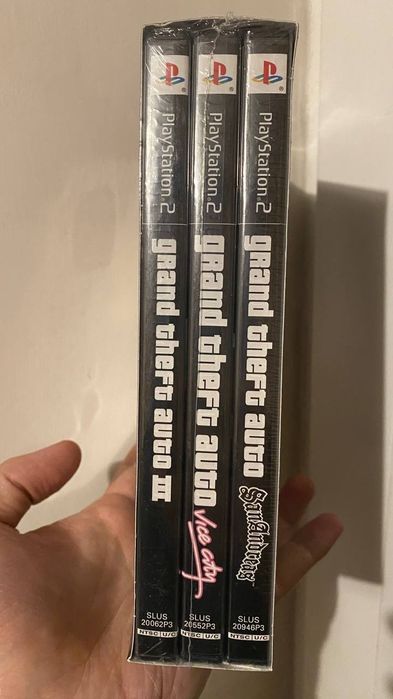 PlayStation®2
grand theft auto III
SLUS
20062P3
NTSC U/C
PlayStation®2
grand theft auto
Vice City
SLUS
20552P3
NTSC U/C
PlayStation®2
grand theft auto
San Andreas
SLUS
20946P3
NTSC U/C